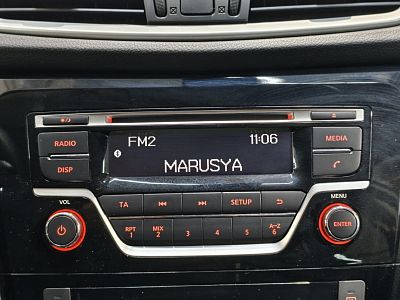 RADIO
FM2 11:06
MEDIA
MARUSYA
DISP
TA SETUP
VOL
MENU
RPT 1 MIX 2 3 4 5 A-Z 6
ENTER